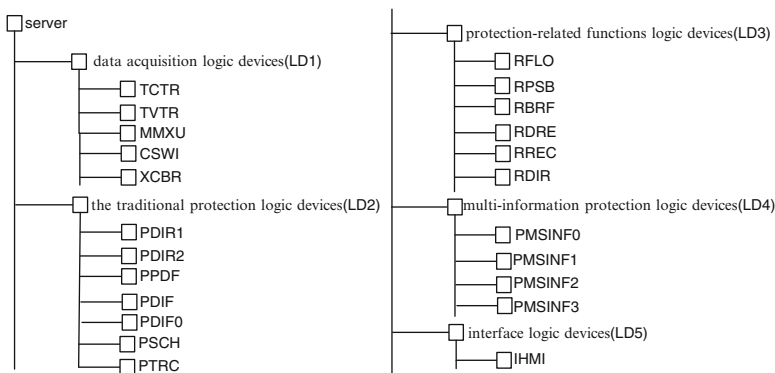 server
data acquisition logic devices(LD1)
TCTR
TVTR
MMXU
CSWI
XCBR
the traditional protection logic devices(LD2)
PDIR1
PDIR2
PPDF
PDIF
PDIF0
PSCH
PTRC
protection-related functions logic devices(LD3)
RFLO
RPSB
RBRF
RDRE
RREC
RDIR
multi-information protection logic devices(LD4)
PMSINF0
PMSINF1
PMSINF2
PMSINF3
interface logic devices(LD5)
IHMI